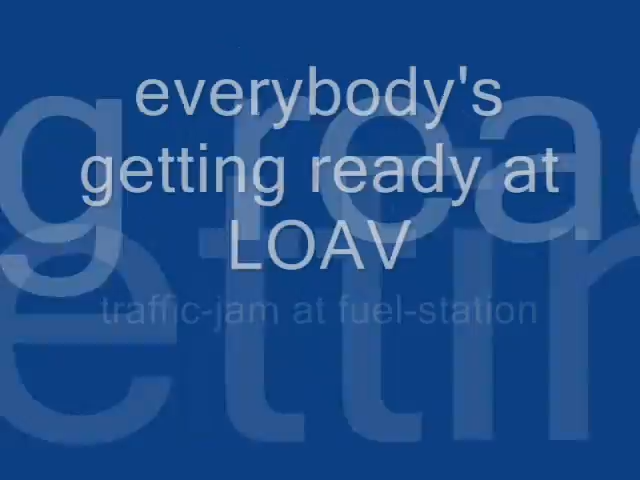 everybody's
getting ready at
LOAV
traffic-jam at fuel-station